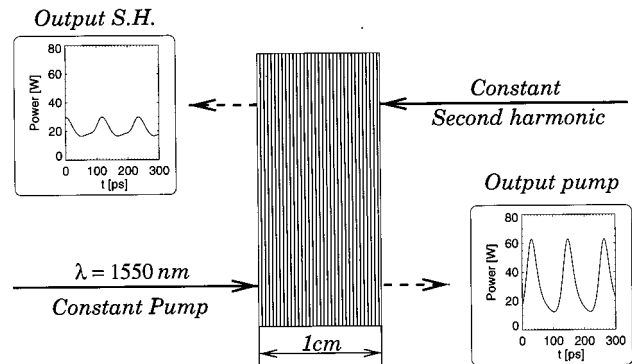 Output S.H.
80
60
40
20
0
Power [W]
0 100 200 300
t [ps]
Constant
Second harmonic
Output pump
80
60
40
20
0
Power [W]
0 100 200 300
t [ps]
λ = 1550 nm
Constant Pump
1cm